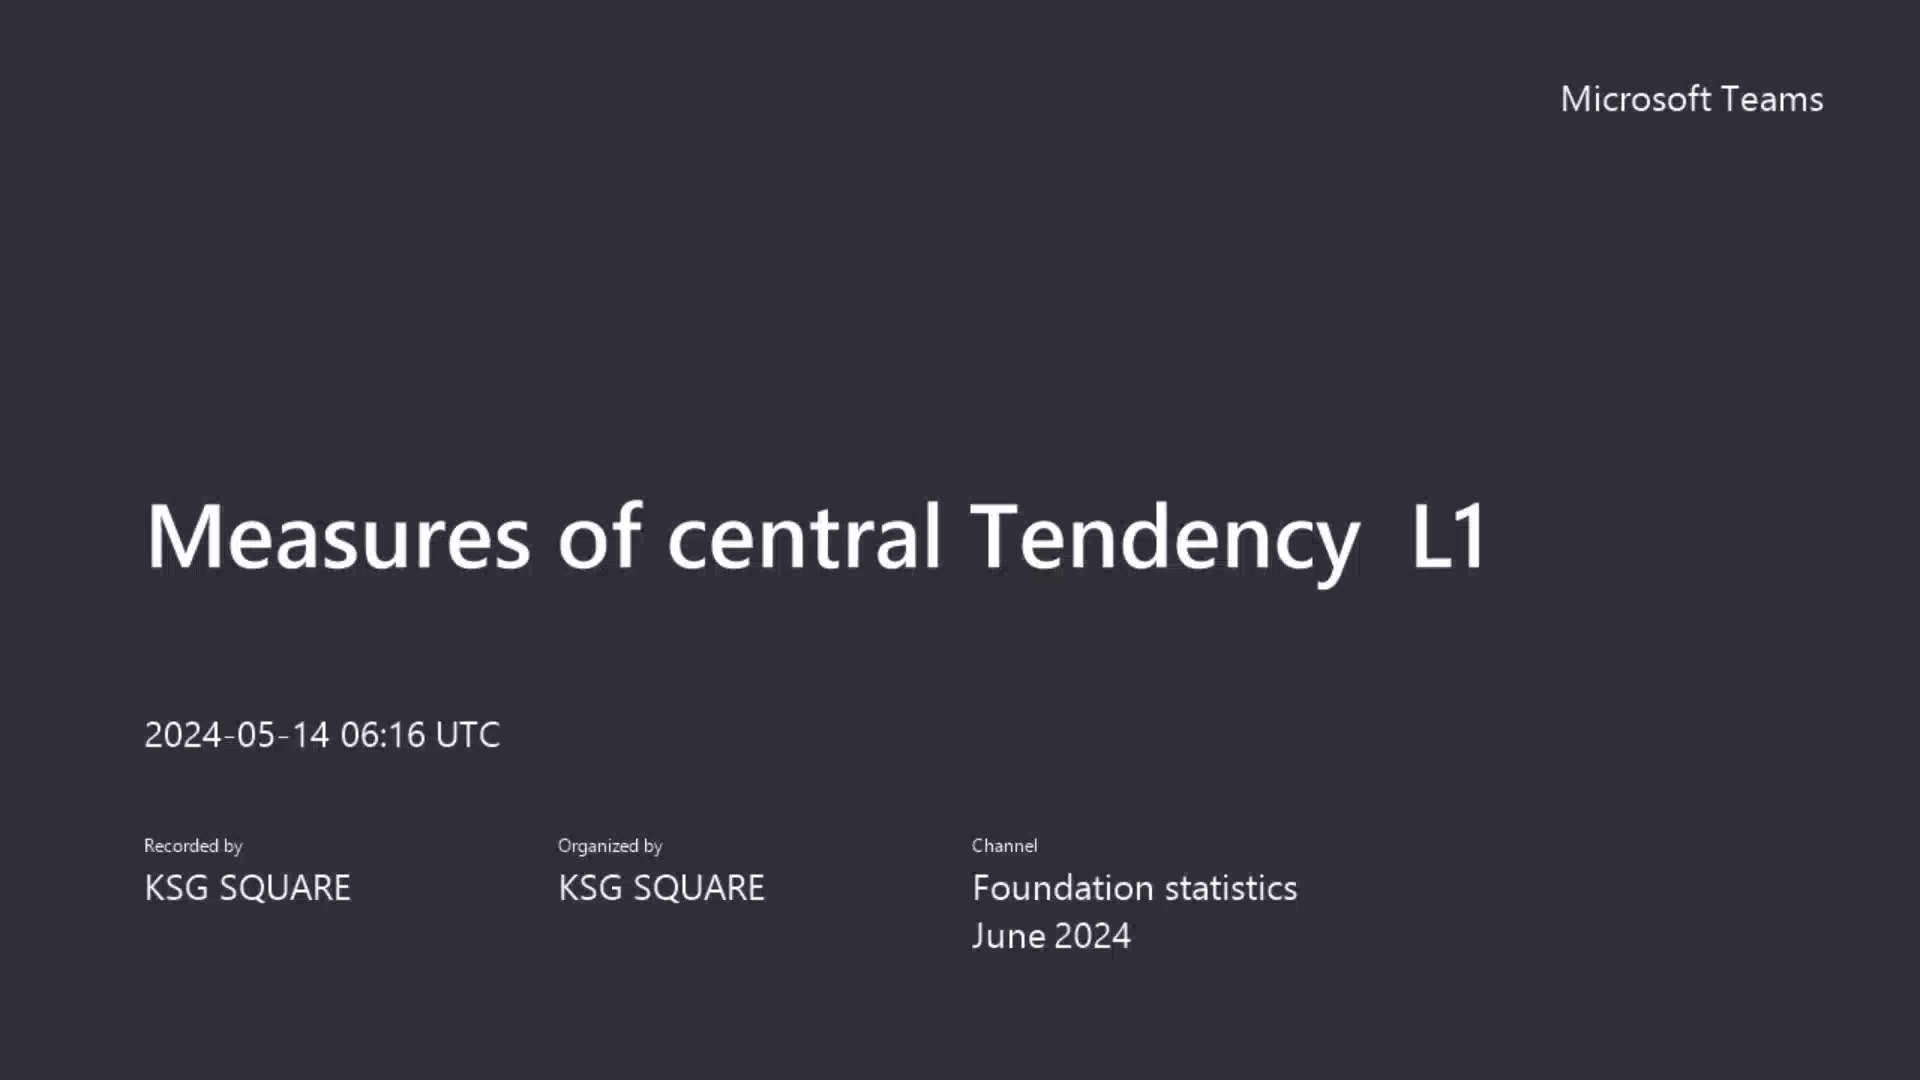 Microsoft Teams
Measures of central Tendency  L1
2024-05-14 06:16 UTC
Recorded by
KSG SQUARE
Organized by
KSG SQUARE
Channel
Foundation statistics
June 2024